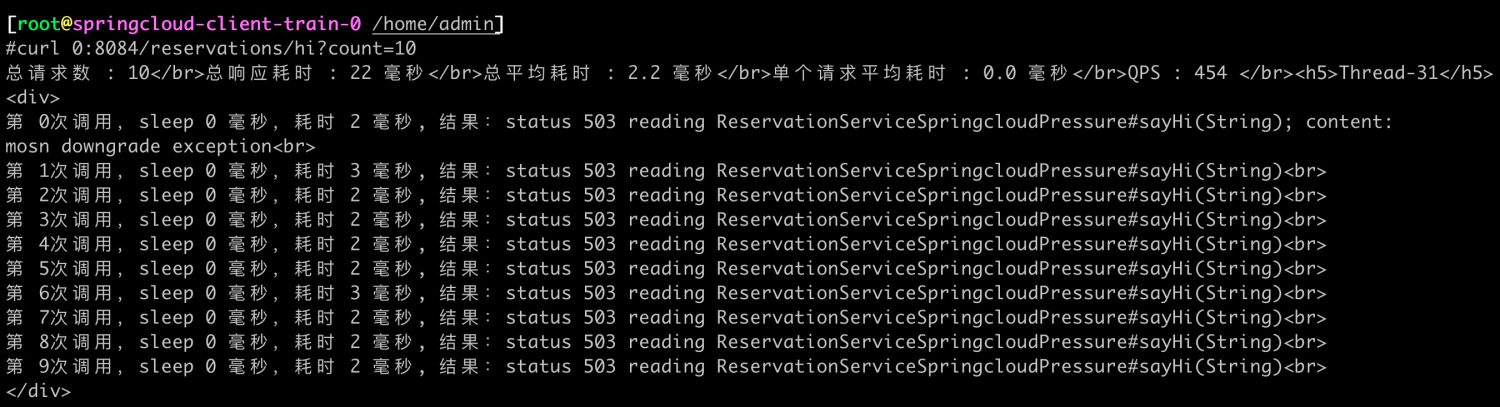 [root@springcloud-client-train-0 /home/admin]
#curl 0:8084/reservations/hi?count=10
总请求数 : 10</br>总响应耗时 : 22 毫秒</br>总平均耗时 : 2.2 毫秒</br>单个请求平均耗时 : 0.0 毫秒</br>QPS : 454 </br><h5>Thread-31</h5>
<div>
第 0次调用, sleep 0 毫秒, 耗时 2 毫秒, 结果: status 503 reading ReservationServiceSpringcloudPressure#sayHi(String); content:
mosn downgrade exception<br>
第 1次调用, sleep 0 毫秒, 耗时 3 毫秒, 结果: status 503 reading ReservationServiceSpringcloudPressure#sayHi(String)<br>
第 2次调用, sleep 0 毫秒, 耗时 2 毫秒, 结果: status 503 reading ReservationServiceSpringcloudPressure#sayHi(String)<br>
第 3次调用, sleep 0 毫秒, 耗时 2 毫秒, 结果: status 503 reading ReservationServiceSpringcloudPressure#sayHi(String)<br>
第 4次调用, sleep 0 毫秒, 耗时 2 毫秒, 结果: status 503 reading ReservationServiceSpringcloudPressure#sayHi(String)<br>
第 5次调用, sleep 0 毫秒, 耗时 2 毫秒, 结果: status 503 reading ReservationServiceSpringcloudPressure#sayHi(String)<br>
第 6次调用, sleep 0 毫秒, 耗时 3 毫秒, 结果: status 503 reading ReservationServiceSpringcloudPressure#sayHi(String)<br>
第 7次调用, sleep 0 毫秒, 耗时 2 毫秒, 结果: status 503 reading ReservationServiceSpringcloudPressure#sayHi(String)<br>
第 8次调用, sleep 0 毫秒, 耗时 2 毫秒, 结果: status 503 reading ReservationServiceSpringcloudPressure#sayHi(String)<br>
第 9次调用, sleep 0 毫秒, 耗时 2 毫秒, 结果: status 503 reading ReservationServiceSpringcloudPressure#sayHi(String)<br>
</div>